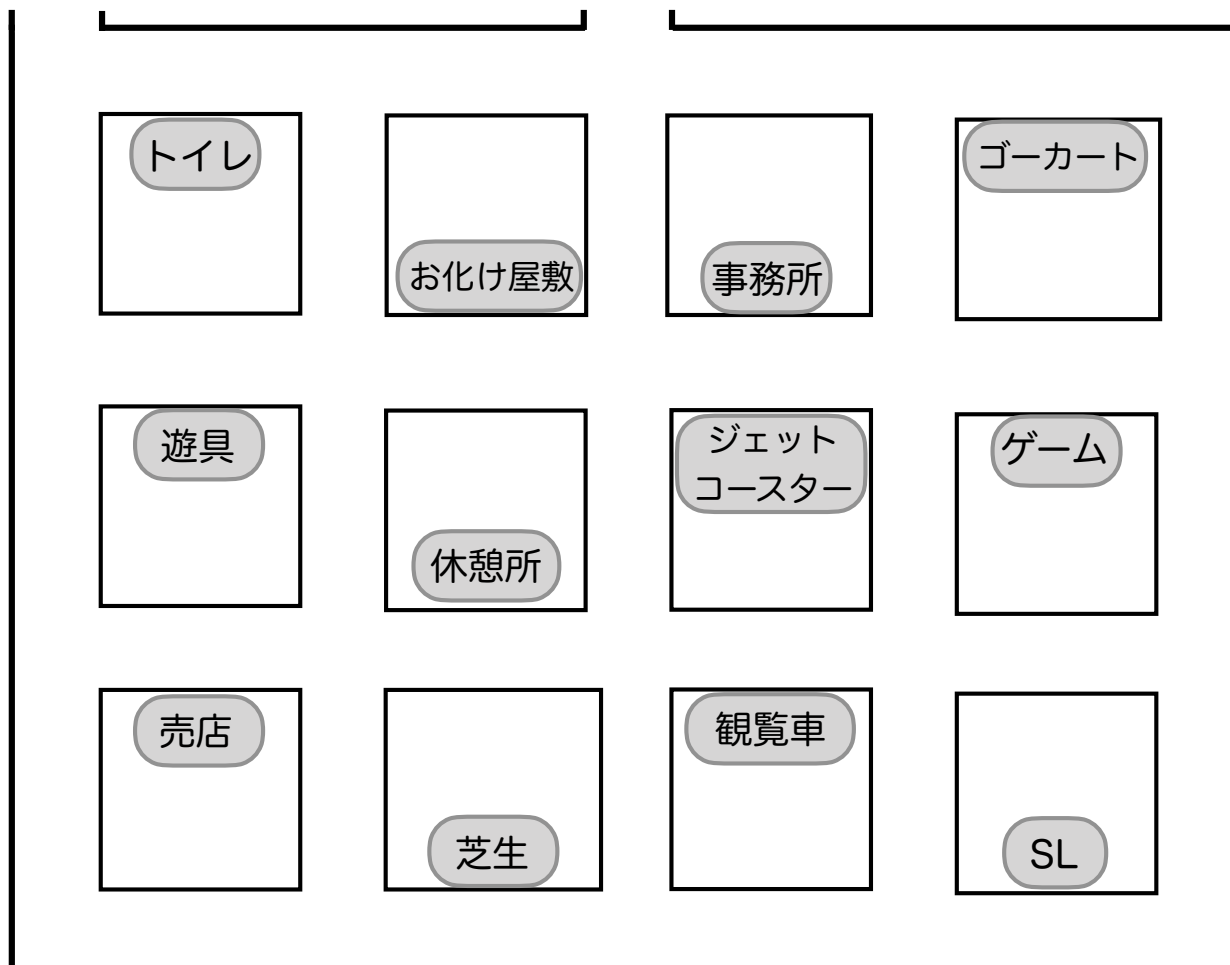 トイレ
お化け屋敷
事務所
ゴーカート
遊具
休憩所
ジェット
コースター
ゲーム
売店
芝生
観覧車
SL